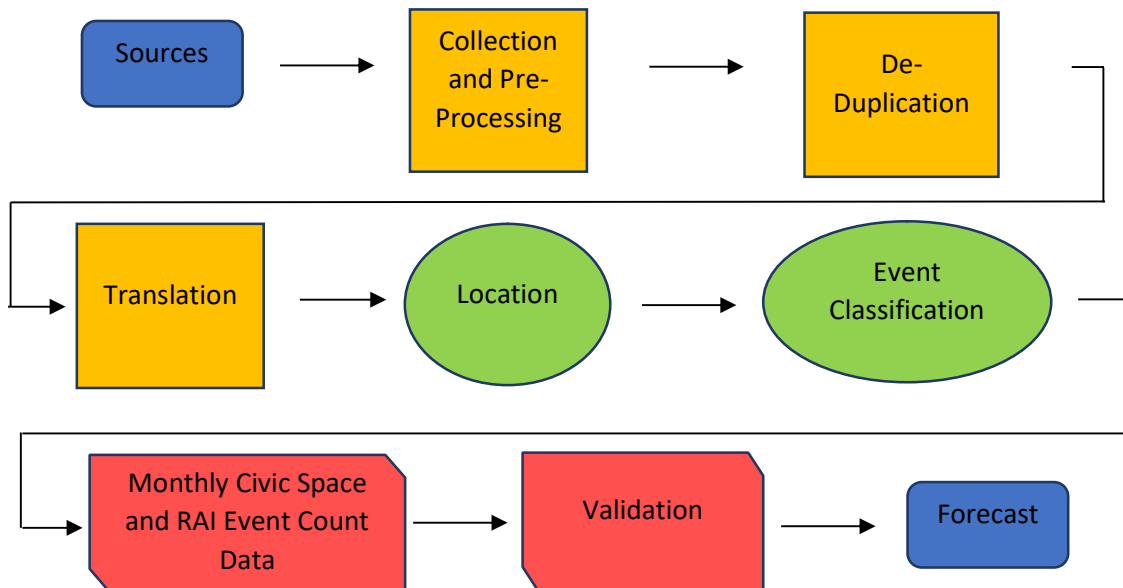 Sources
Collection
and Pre-
Processing
De-
Duplication
Translation
Location
Event
Classification
Monthly Civic Space
and RAI Event Count
Data
Validation
Forecast